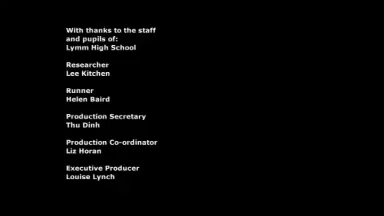 With thanks to the staff
and pupils of:
Lymm High School
Researcher
Lee Kitchen
Runner
Helen Baird
Production Secretary
Thu Dinh
Production Co-ordinator
Liz Horan
Executive Producer
Louise Lynch